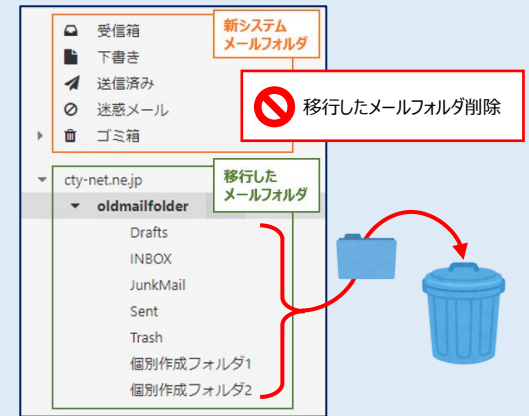 受信箱
新システム
メールフォルダ
下書き
送信済み
迷惑メール
移行したメールフォルダ削除
ゴミ箱
cty-net.ne.jp
移行した
メールフォルダ
oldmailfolder
Drafts
INBOX
JunkMail
Sent
Trash
個別作成フォルダ1
個別作成フォルダ2